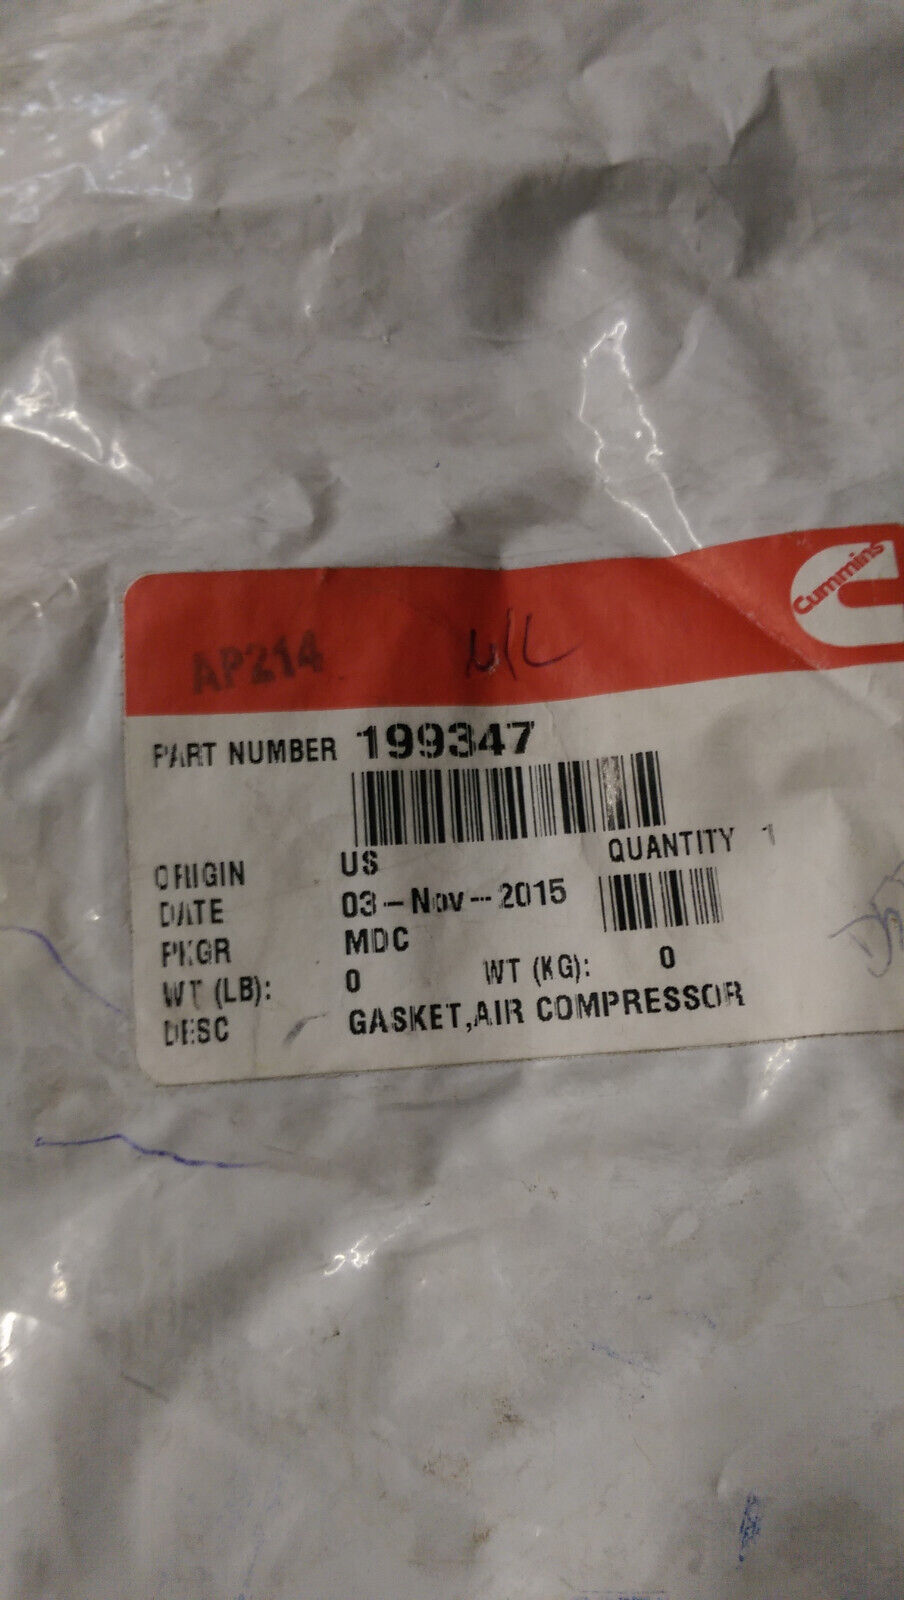 Cummins
AP214
N/L
PART NUMBER 199347
QUANTITY 1
ORIGIN US
DATE 03-Nov-2015
PKGR MDC
WT (LB): 0 WT (KG): 0
DESC GASKET,AIR COMPRESSOR